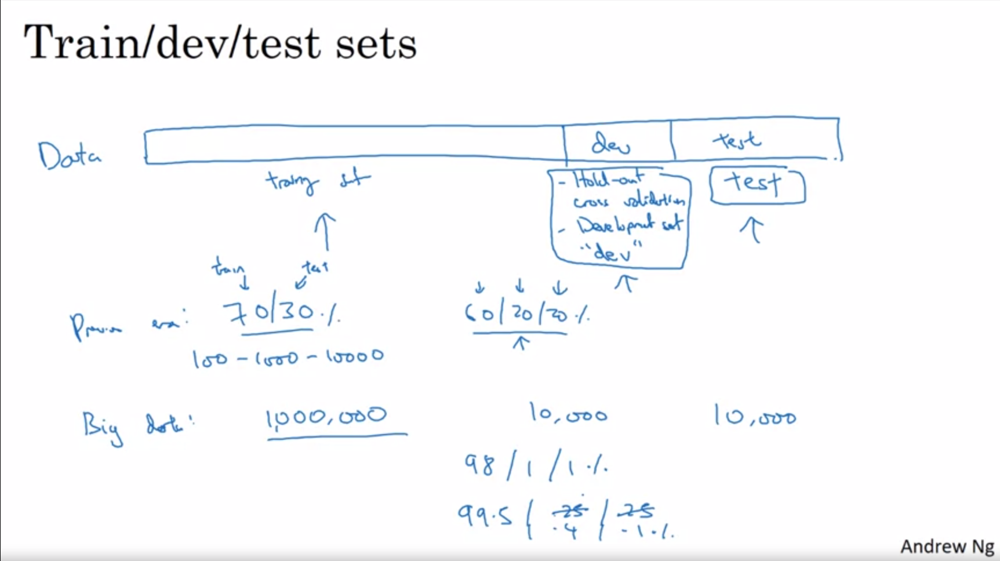 Train/dev/test sets
Data
dev
test
training set
- Hold-out
cross validation
- Development set
"dev"
test
train
test
Previous era:
70/30%
60/20/20%
100 - 1000 - 10000
Big data:
1,000,000
10,000
10,000
98/1/1%
99.5/.25/.25
.4 .1%
Andrew Ng